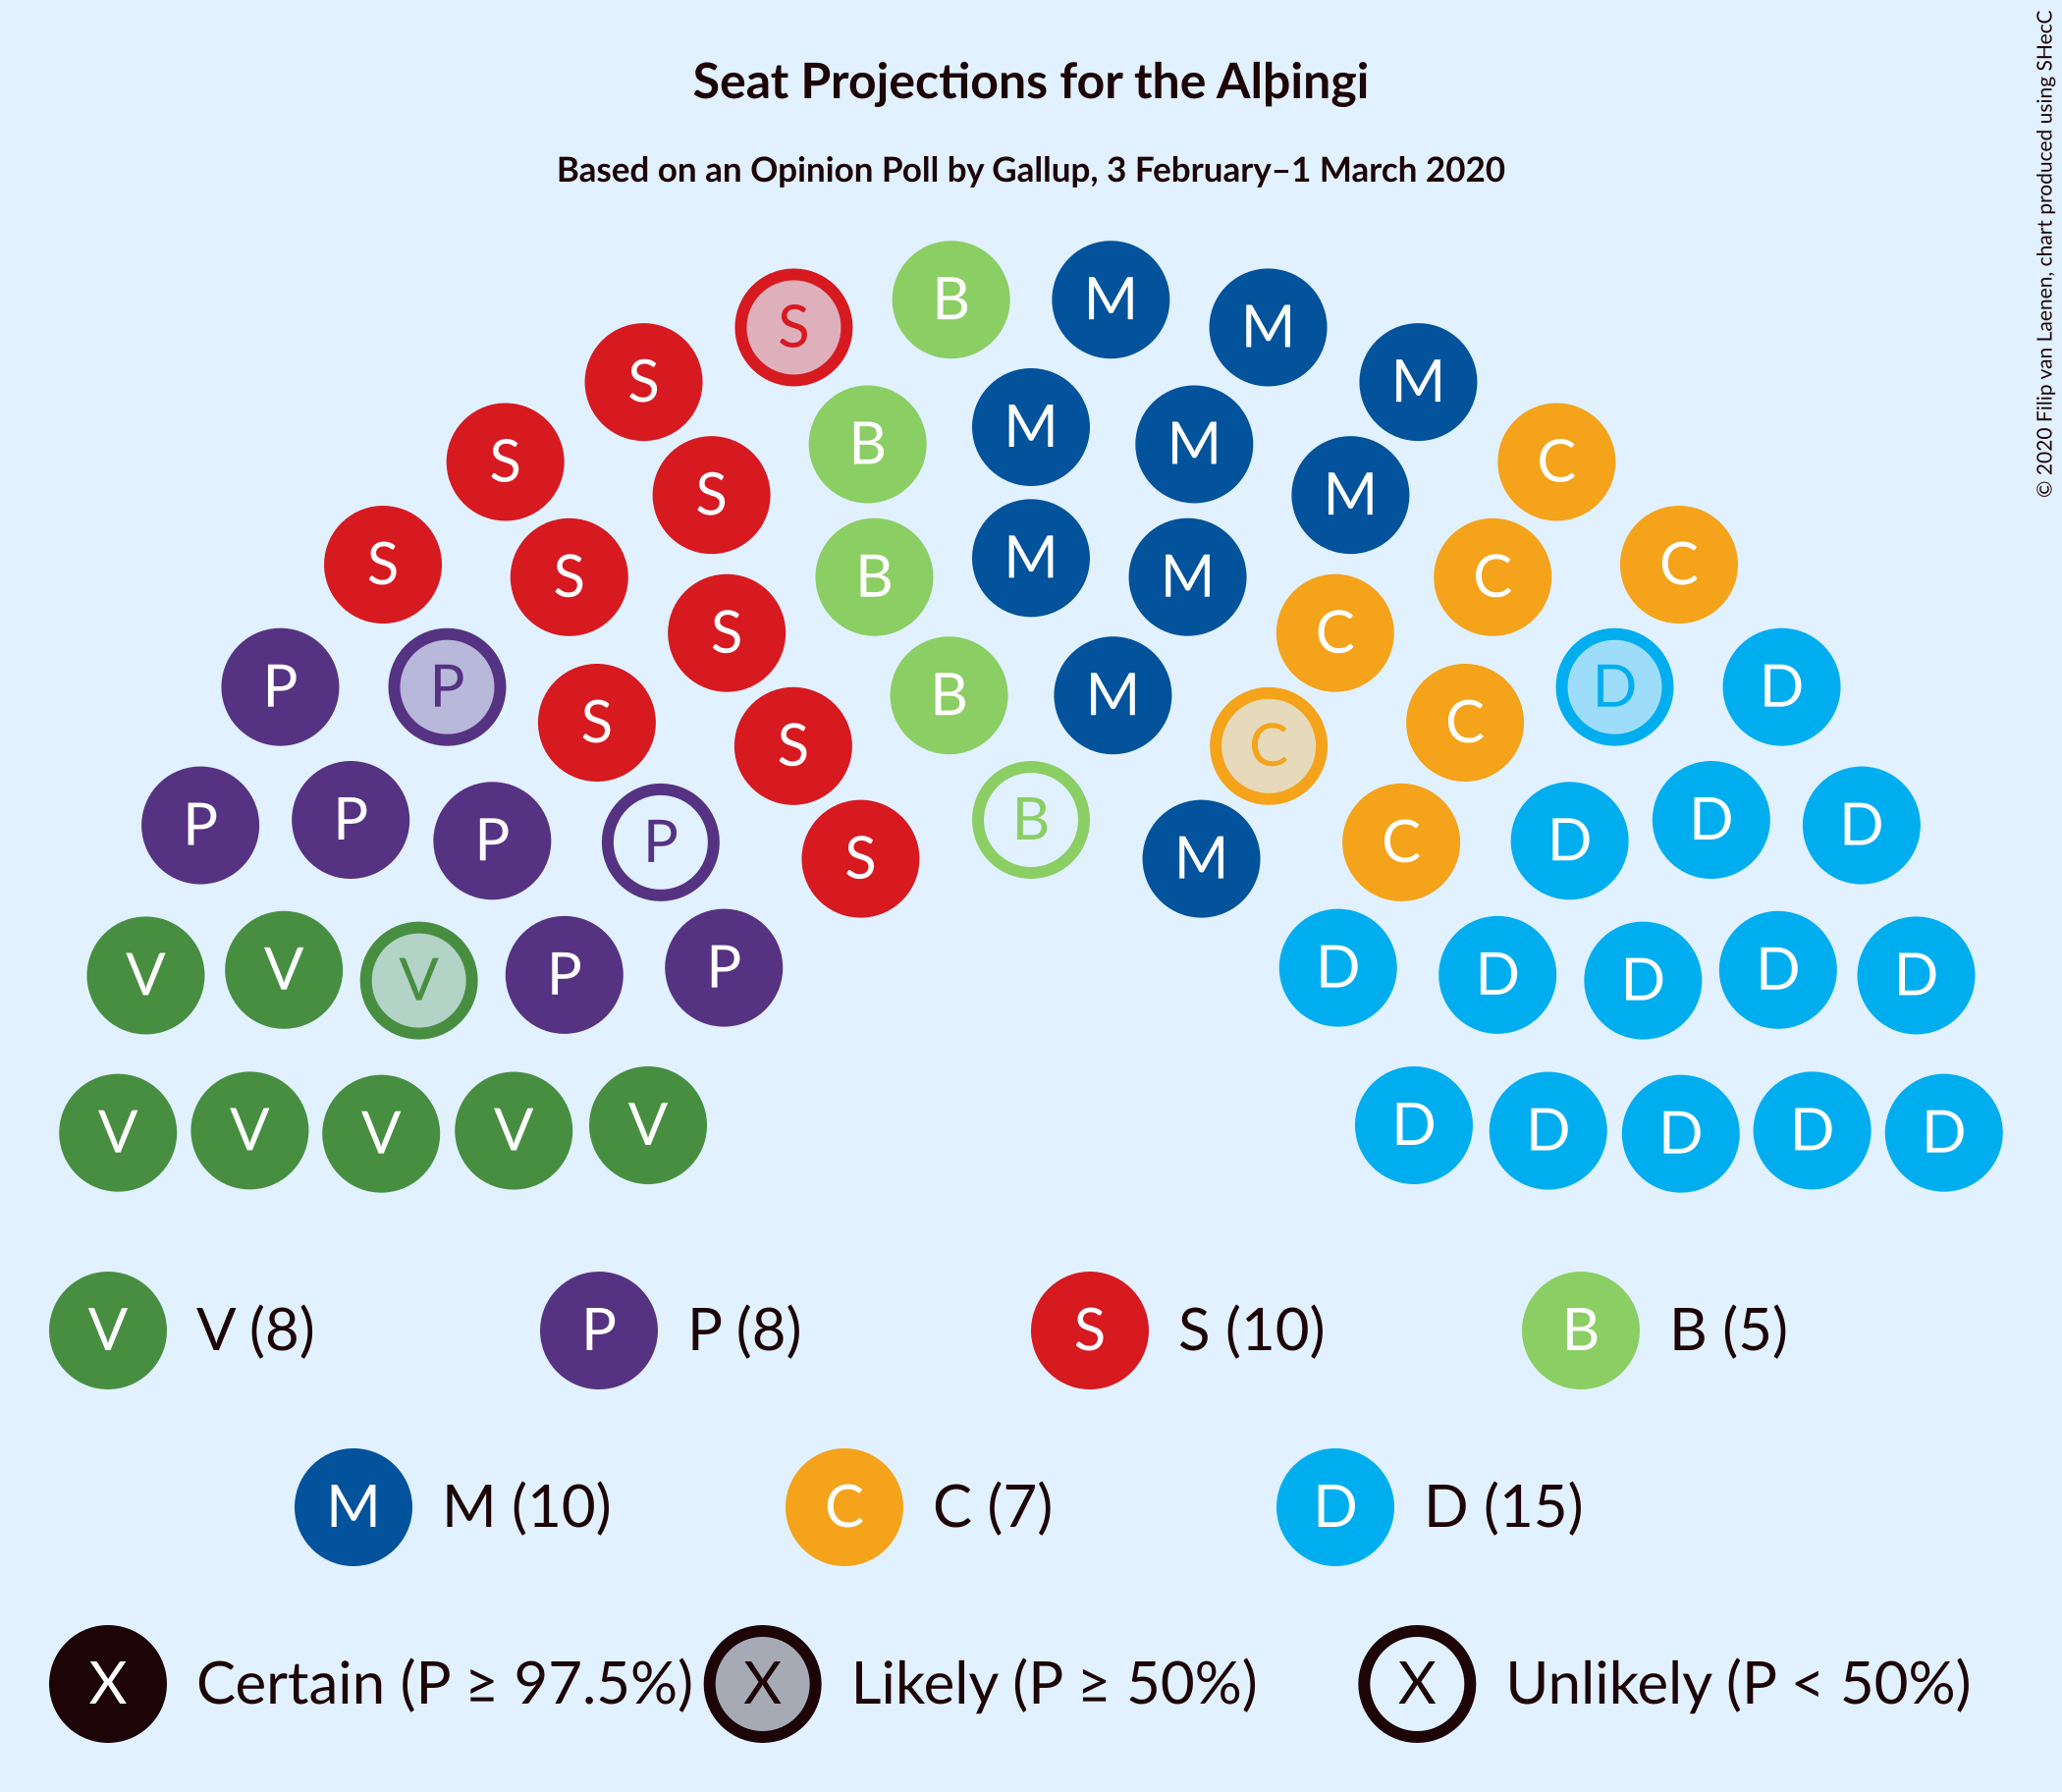 Seat Projections for the Alþingi
Based on an Opinion Poll by Gallup, 3 February–1 March 2020
© 2020 Filip van Laenen, chart produced using SHecC
B M
S M
S M
M
B M
S C
S M
M
S B M
S C
S C
S C
P P D D
S B M
S C
S C
P P P D D D
P P C D
B
S M
V V V P P D D D D D
V V V V V D D D D D
V V (8) P P (8) S S (10) B B (5)
M M (10) C C (7) D D (15)
X Certain (P ≥ 97.5%) X Likely (P ≥ 50%) X Unlikely (P < 50%)